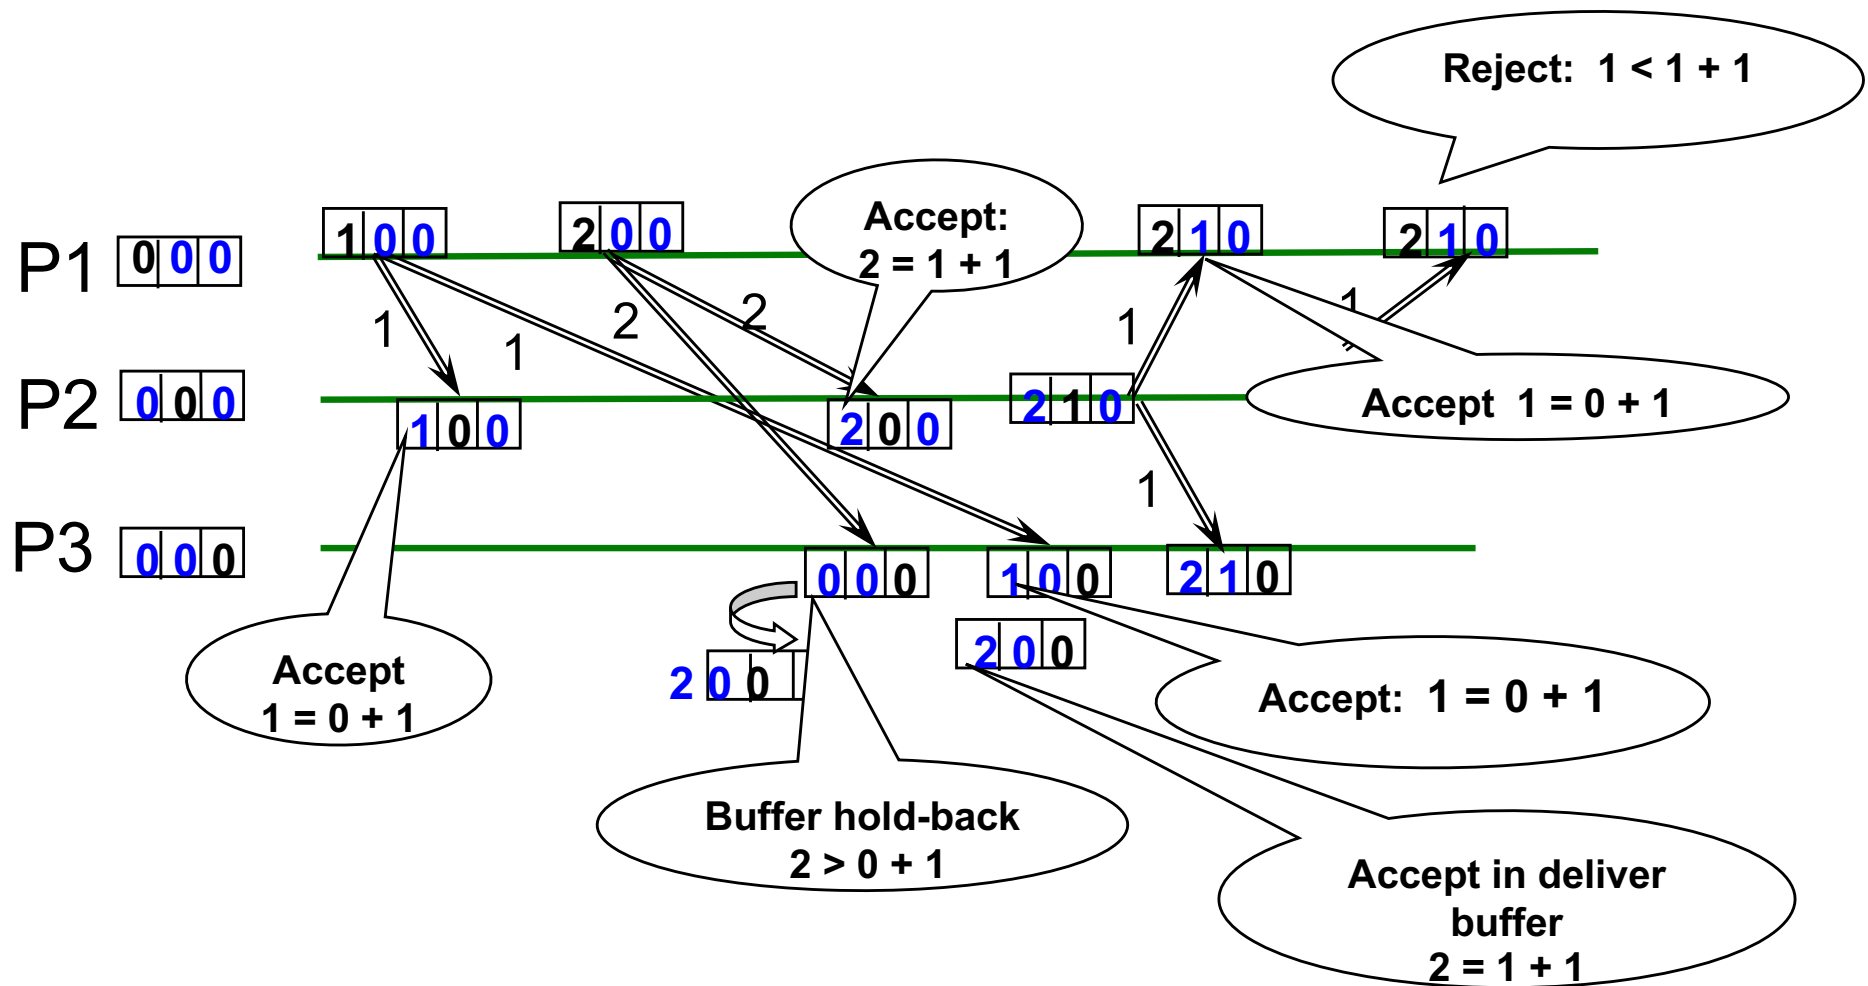 Reject: 1 < 1 + 1
Accept:
2 = 1 + 1
P1 0 0 0
1 0 0
2 0 0
2 1 0
2 1 0
1
1
2
2
1
1
P2 0 0 0
1 0 0
2 0 0
2 1 0
Accept 1 = 0 + 1
1
P3 0 0 0
0 0 0
1 0 0
2 1 0
2 0 0
2 0 0
Accept
1 = 0 + 1
Accept: 1 = 0 + 1
Buffer hold-back
2 > 0 + 1
Accept in deliver
buffer
2 = 1 + 1